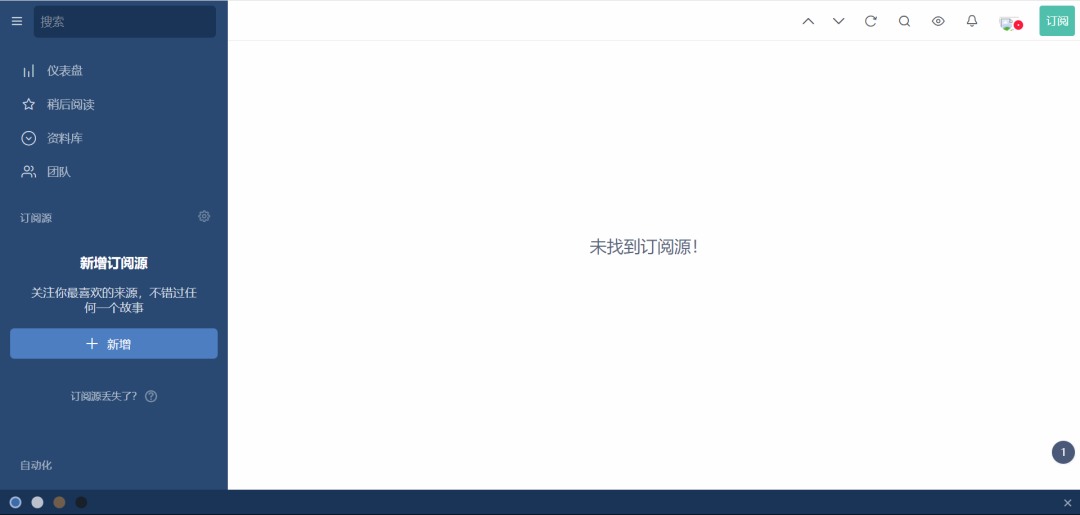 搜索
订阅
仪表盘
稍后阅读
资料库
团队
订阅源
新增订阅源
关注你最喜欢的来源，不错过任
何一个故事
新增
订阅源丢失了?
自动化
未找到订阅源!
1